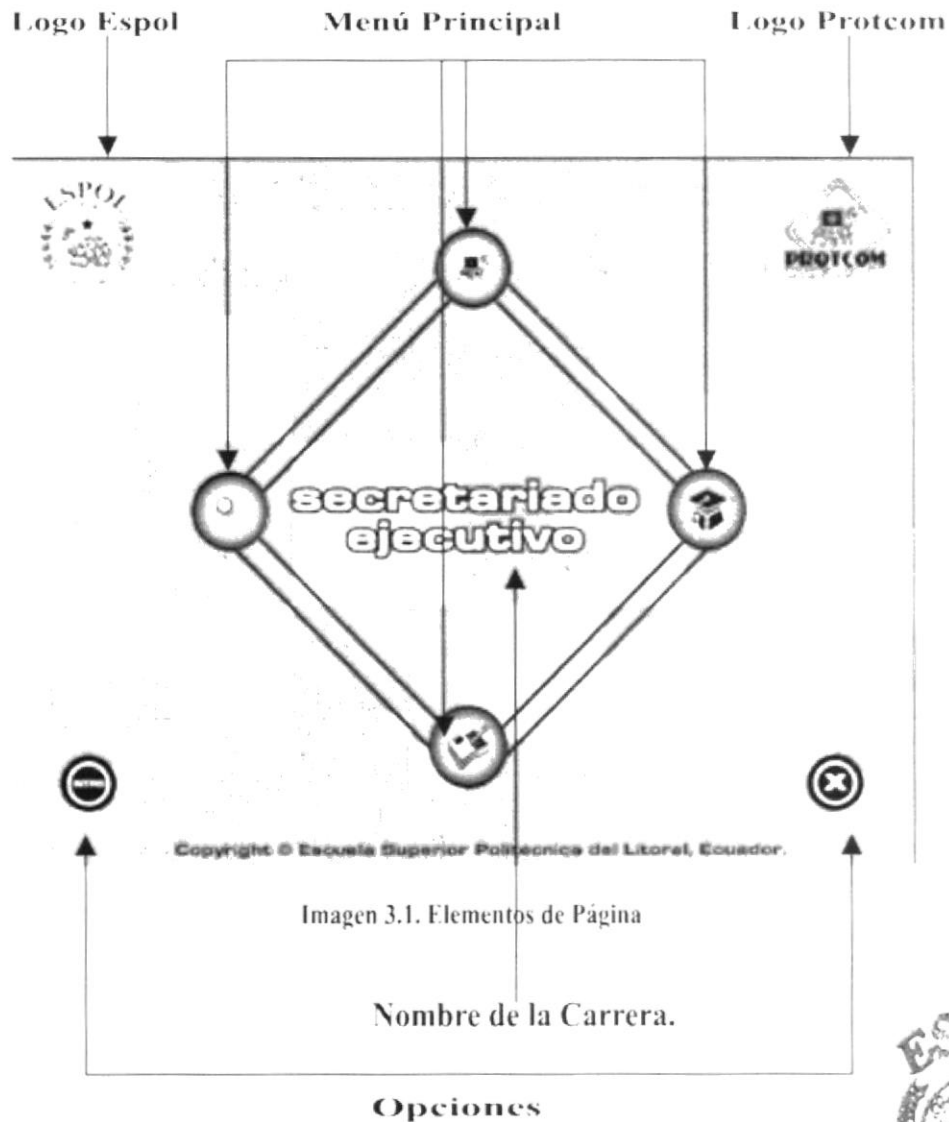 Logo Espol Menú Principal Logo Protcom
ESPOL
PROTCOM
secretariado
ejecutivo
Copyright © Escuela Superior Politecnica del Litoral, Ecuador.
Imagen 3.1. Elementos de Página
Nombre de la Carrera.
Opciones